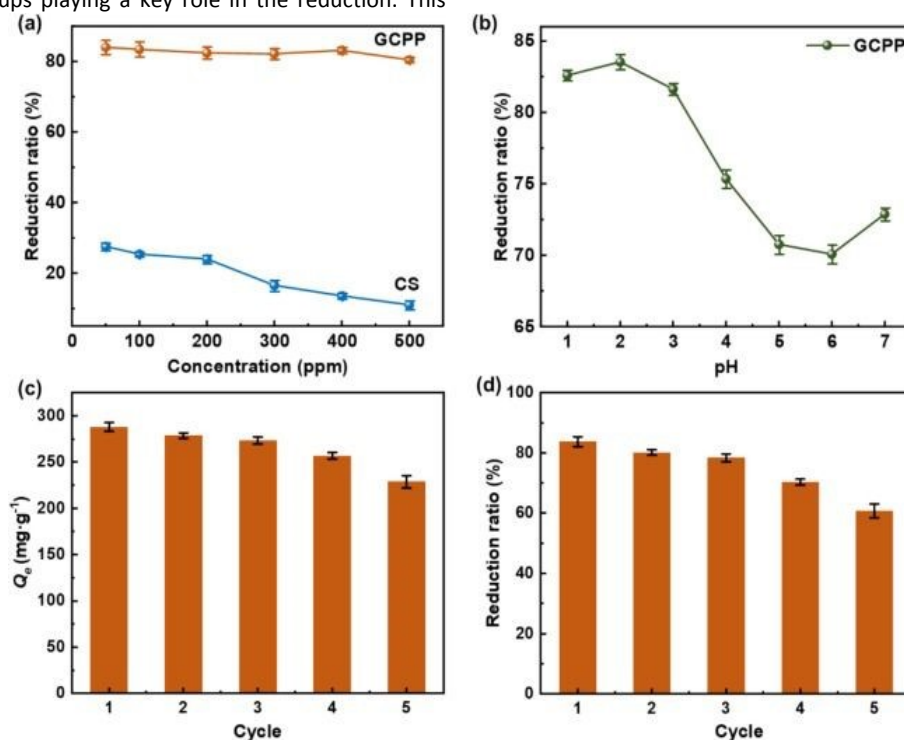 ups playing a key role in the reduction. This
(a)
GCPP
CS
Reduction ratio (%)
80
60
40
20
0 100 200 300 400 500
Concentration (ppm)
(b)
GCPP
Reduction ratio (%)
85
80
75
70
65
1 2 3 4 5 6 7
pH
(c)
Qe (mg·g⁻¹)
300
250
200
150
100
50
0
1 2 3 4 5
Cycle
(d)
Reduction ratio (%)
100
80
60
40
20
0
1 2 3 4 5
Cycle